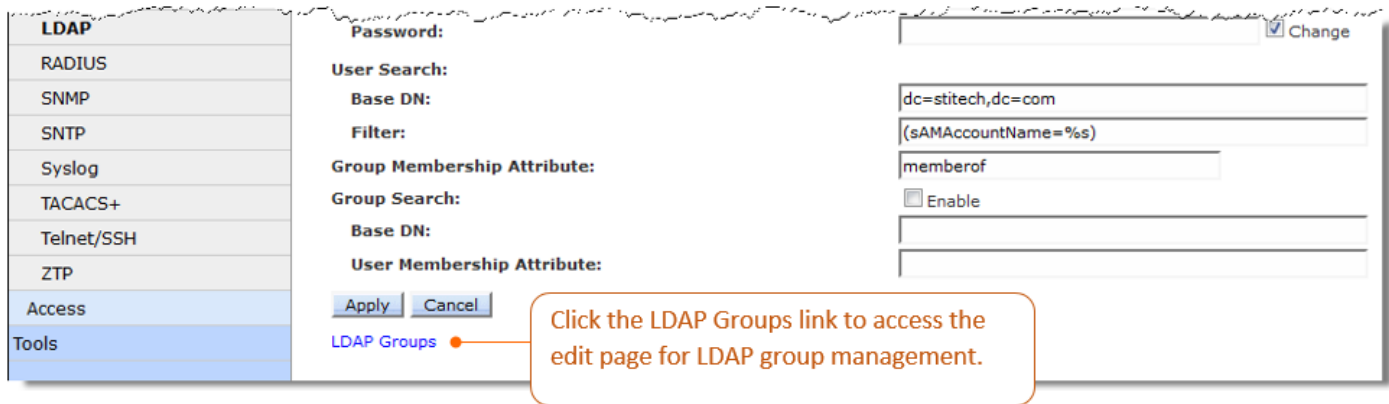 LDAP
RADIUS
SNMP
SNTP
Syslog
TACACS+
Telnet/SSH
ZTP
Access
Tools
Password:
Change
User Search:
Base DN:
dc=stitech,dc=com
Filter:
(sAMAccountName=%s)
Group Membership Attribute:
memberof
Group Search:
Enable
Base DN:
User Membership Attribute:
Apply Cancel
LDAP Groups
Click the LDAP Groups link to access the
edit page for LDAP group management.